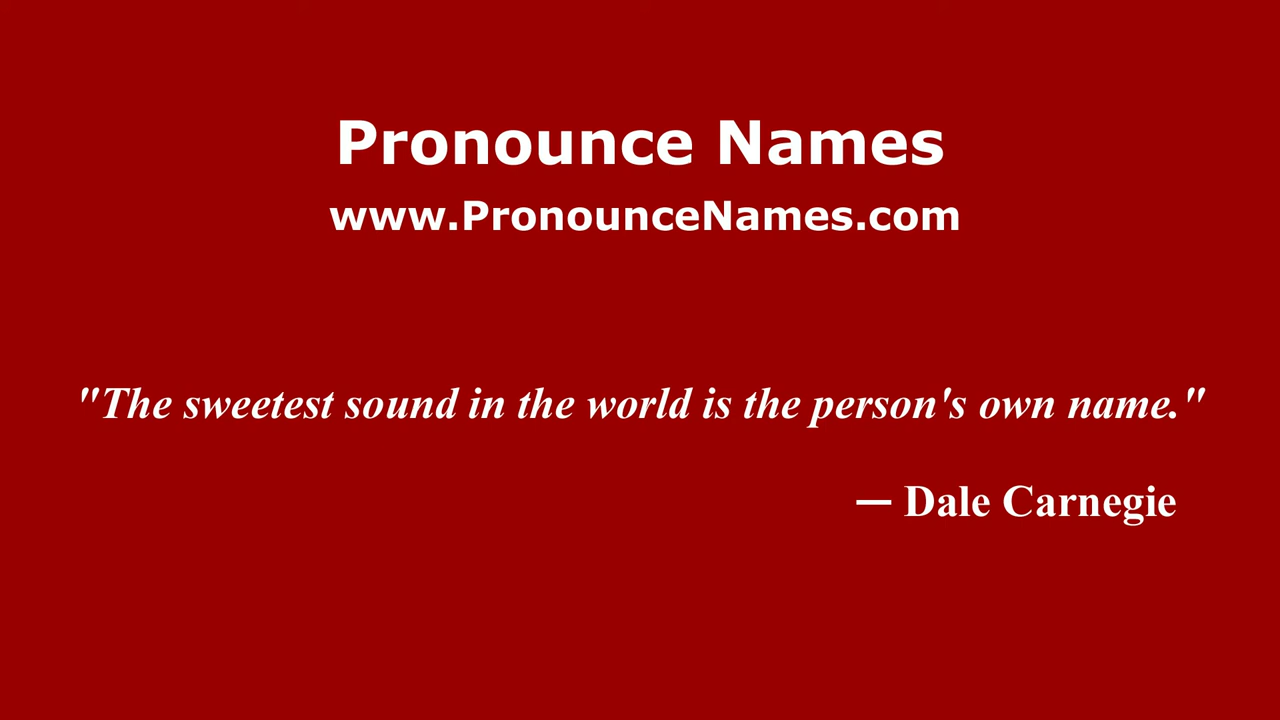 Pronounce Names
www.PronounceNames.com
"The sweetest sound in the world is the person's own name."
— Dale Carnegie